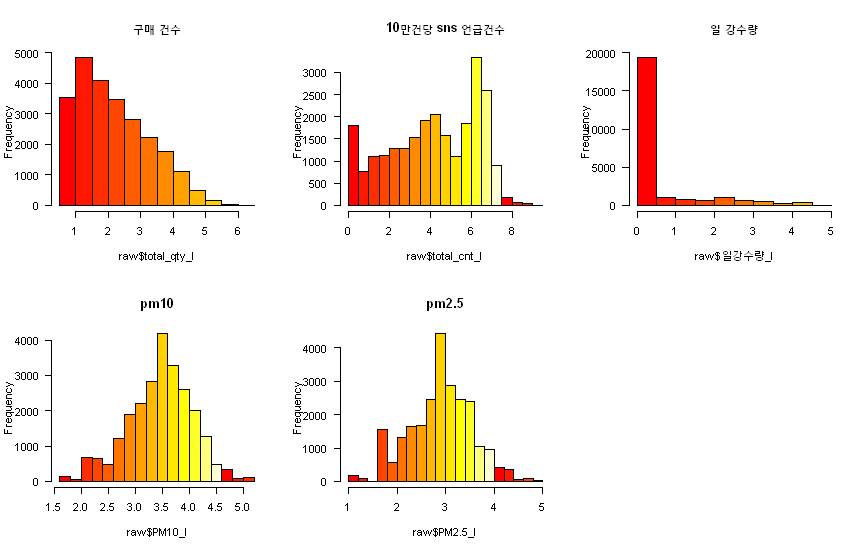 구매 건수
Frequency
5000
4000
3000
2000
1000
0
1 2 3 4 5 6
raw$total_qty_l
10만건당 sns 언급건수
Frequency
3000
2500
2000
1500
1000
500
0
0 2 4 6 8
raw$total_cnt_l
일 강수량
Frequency
20000
15000
10000
5000
0
0 1 2 3 4 5
raw$일강수량_l
pm10
Frequency
4000
3000
2000
1000
0
1.5 2.0 2.5 3.0 3.5 4.0 4.5 5.0
raw$PM10_l
pm2.5
Frequency
4000
3000
2000
1000
0
1 2 3 4 5
raw$PM2.5_l